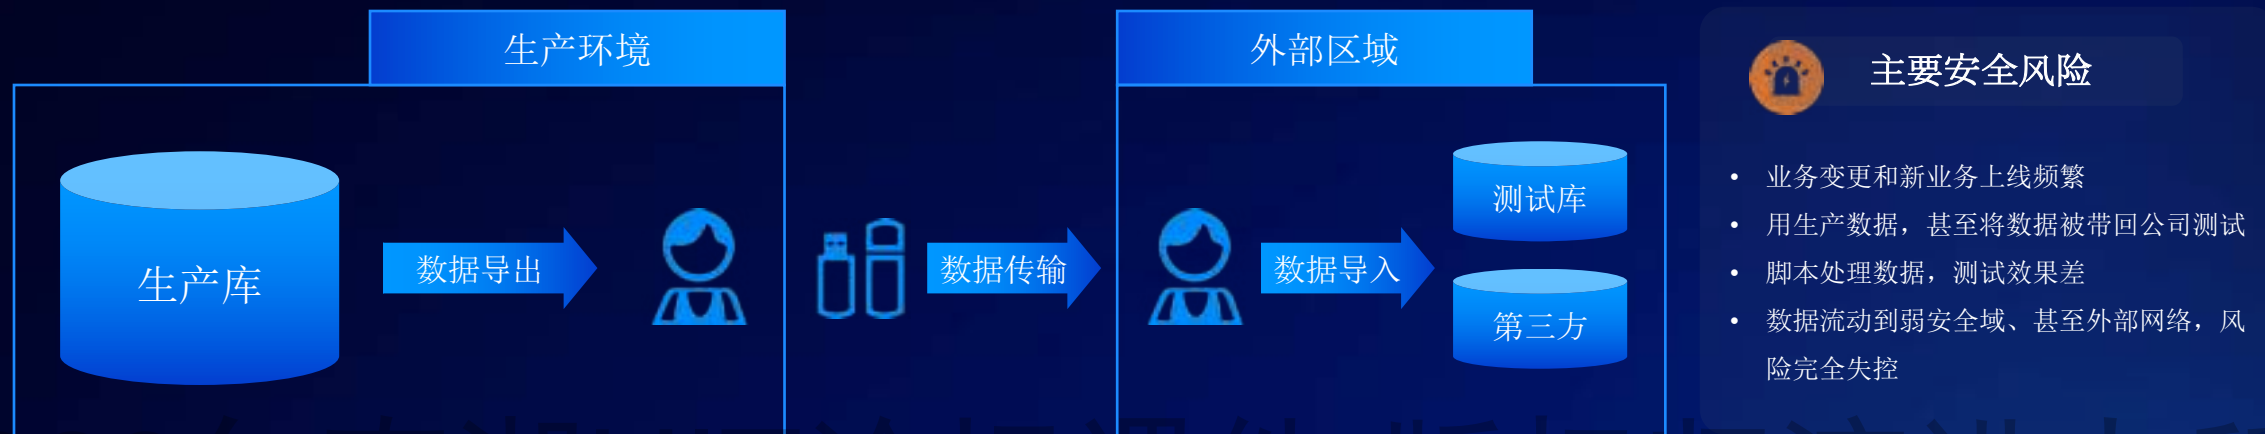 生产环境
外部区域
主要安全风险
生产库
数据导出
数据传输
数据导入
测试库
第三方
• 业务变更和新业务上线频繁
• 用生产数据，甚至将数据被带回公司测试
• 脚本处理数据，测试效果差
• 数据流动到弱安全域、甚至外部网络，风
险完全失控